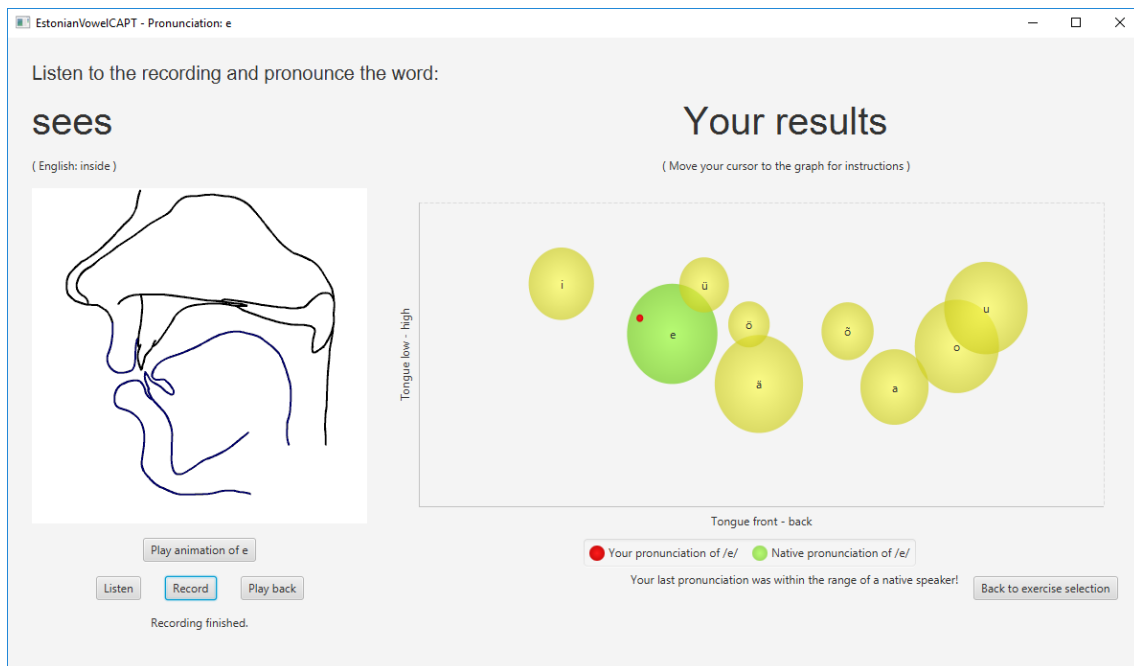 EstonianVowelCAPT - Pronunciation: e
Listen to the recording and pronounce the word:
sees
( English: inside )
Your results
( Move your cursor to the graph for instructions )
Tongue low - high
i
ü
e
ö
ä
õ
a
o
u
Tongue front - back
Your pronunciation of /e/ Native pronunciation of /e/
Your last pronunciation was within the range of a native speaker!
Play animation of e
Listen Record Play back
Recording finished.
Back to exercise selection